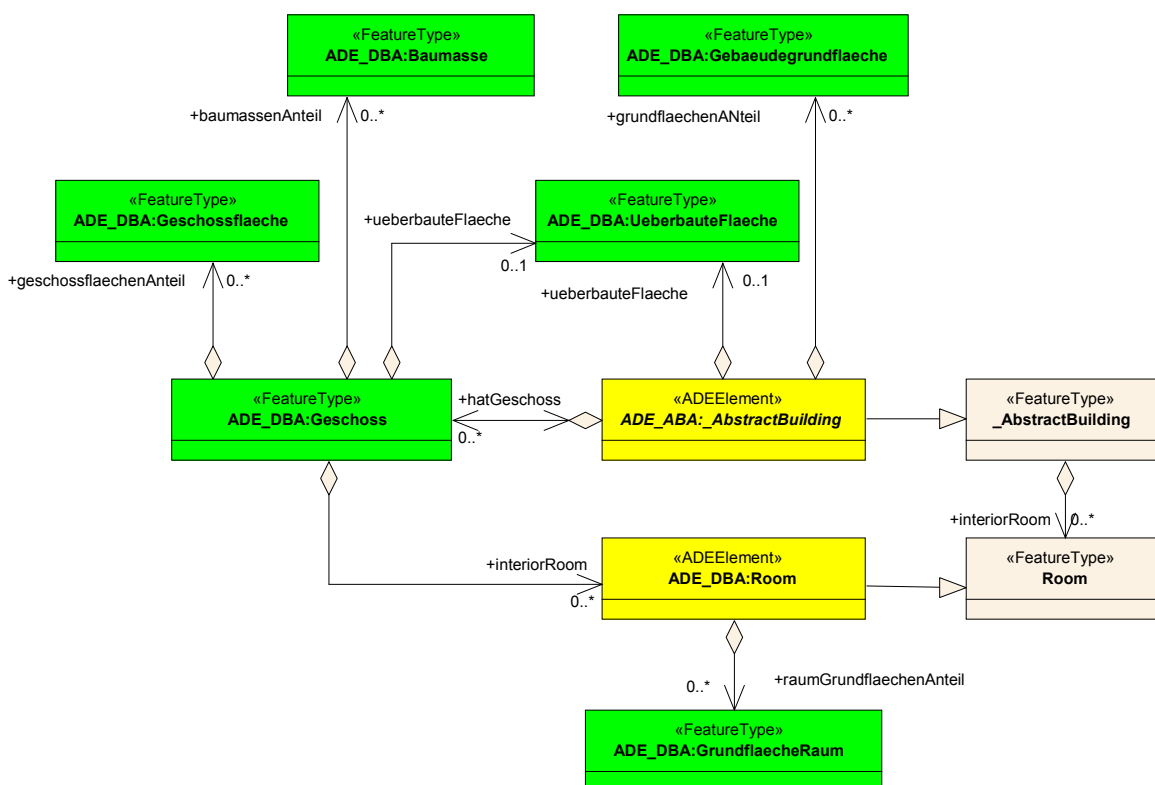 «FeatureType»
ADE_DBA:Baumasse
«FeatureType»
ADE_DBA:Gebaeudegrundflaeche
+baumassenAnteil
0..*
+grundflaechenANteil
0..*
«FeatureType»
ADE_DBA:Geschossflaeche
«FeatureType»
ADE_DBA:UeberbauteFlaeche
+ueberbauteFlaeche
0..1
+geschossflaechenAnteil
0..*
+ueberbauteFlaeche
0..1
«FeatureType»
ADE_DBA:Geschoss
+hatGeschoss
0..*
«ADEElement»
ADE_ABA:_AbstractBuilding
«FeatureType»
_AbstractBuilding
+interiorRoom
0..*
+interiorRoom
0..*
«ADEElement»
ADE_DBA:Room
«FeatureType»
Room
0..*
+raumGrundflaechenAnteil
«FeatureType»
ADE_DBA:GrundflaecheRaum